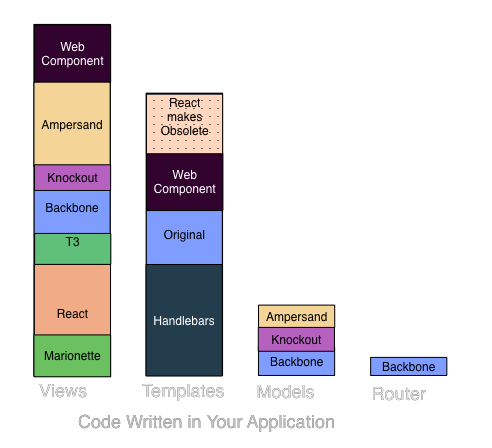 Web
Component
Ampersand
Knockout
Backbone
T3
React
Marionette
React
makes
Obsolete
Web
Component
Original
Handlebars
Ampersand
Knockout
Backbone
Backbone
Views
Templates
Models
Router
Code Written in Your Application